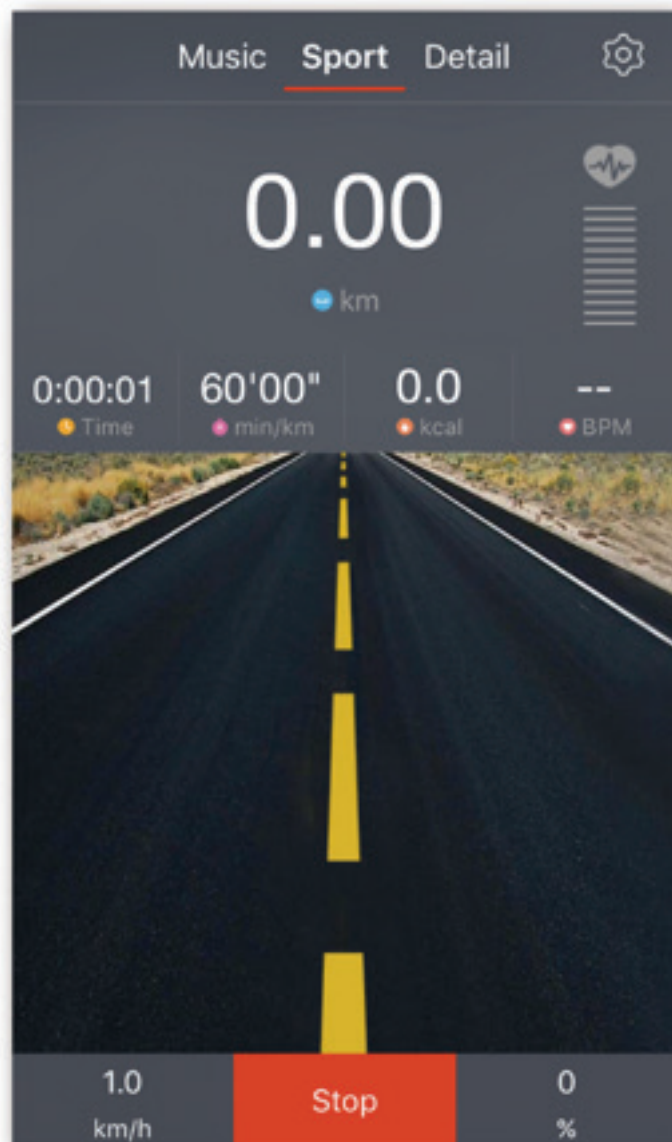 Music Sport Detail
0.00
km
0:00:01 60'00" 0.0 --
Time min/km kcal BPM
1.0 Stop 0
km/h %